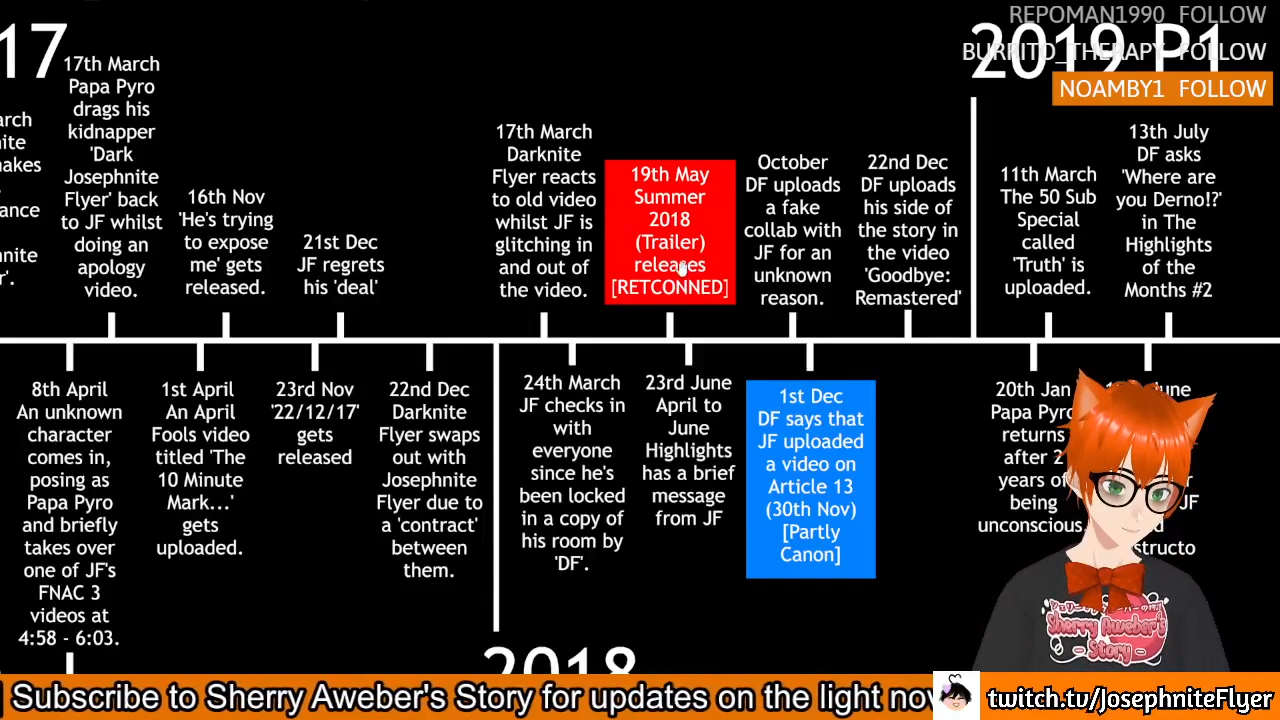 REPOMAN1990 FOLLOW
BURRITO_THERAPY FOLLOW
NOAMBY1 FOLLOW
17
2019 P1
arch
nite
nakes
ance
nite
r'.
17th March
Papa Pyro
drags his
kidnapper
'Dark
Josephnite
Flyer' back
to JF whilst
doing an
apology
video.
16th Nov
'He's trying
to expose
me' gets
released.
21st Dec
JF regrets
his 'deal'
17th March
Darknite
Flyer reacts
to old video
whilst JF is
glitching in
and out of
the video.
19th May
Summer
2018
(Trailer)
releases
[RETCONNED]
October
DF uploads
a fake
collab with
JF for an
unknown
reason.
22nd Dec
DF uploads
his side of
the story in
the video
'Goodbye:
Remastered'
11th March
The 50 Sub
Special
called
'Truth' is
uploaded.
13th July
DF asks
'Where are
you Derno!?'
in The
Highlights
of the
Months #2
8th April
An unknown
character
comes in,
posing as
Papa Pyro
and briefly
takes over
one of JF's
FNAC 3
videos at
4:58 - 6:03.
1st April
An April
Fools video
titled 'The
10 Minute
Mark...'
gets
uploaded.
23rd Nov
'22/12/17'
gets
released
22nd Dec
Darknite
Flyer swaps
out with
Josephnite
Flyer due to
a 'contract'
between
them.
24th March
JF checks in
with
everyone
since he's
been locked
in a copy of
his room by
'DF'.
23rd June
April to
June
Highlights
has a brief
message
from JF
1st Dec
DF says that
JF uploaded
a video on
Article 13
(30th Nov)
[Partly
Canon]
20th Jan
Papa Pyro
returns
after 2
years of
being
unconscious.
une
JF
structo
2018
Sherry Aweber's
- Story -
Subscribe to Sherry Aweber's Story for updates on the light nov
twitch.tv/JosephniteFlyer